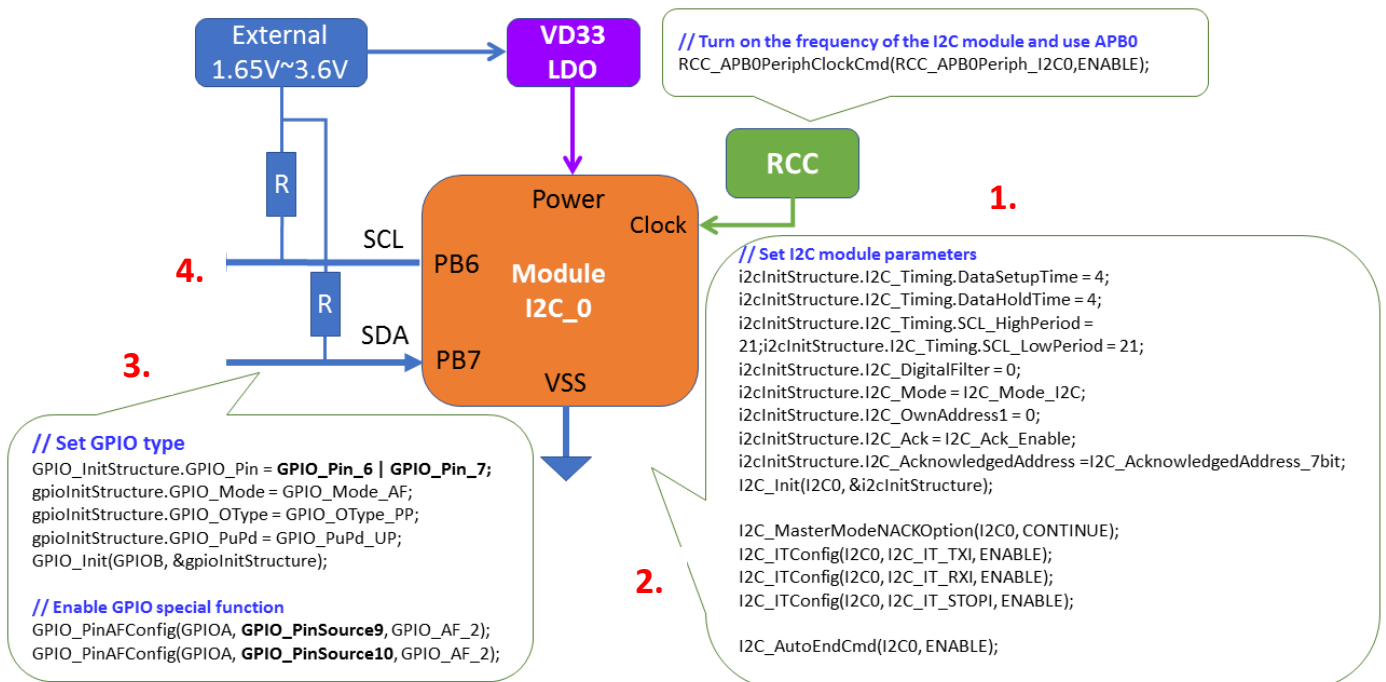 External
1.65V~3.6V
VD33
LDO
// Turn on the frequency of the I2C module and use APB0
RCC_APB0PeriphClockCmd(RCC_APB0Periph_I2C0,ENABLE);
RCC
1.
R
Power
Clock
SCL
4.
PB6
Module
I2C_0
R
SDA
3.
PB7
VSS
// Set I2C module parameters
i2cInitStructure.I2C_Timing.DataSetupTime = 4;
i2cInitStructure.I2C_Timing.DataHoldTime = 4;
i2cInitStructure.I2C_Timing.SCL_HighPeriod =
21;i2cInitStructure.I2C_Timing.SCL_LowPeriod = 21;
i2cInitStructure.I2C_DigitalFilter = 0;
i2cInitStructure.I2C_Mode = I2C_Mode_I2C;
i2cInitStructure.I2C_OwnAddress1 = 0;
i2cInitStructure.I2C_Ack = I2C_Ack_Enable;
i2cInitStructure.I2C_AcknowledgedAddress =I2C_AcknowledgedAddress_7bit;
I2C_Init(I2C0, &i2cInitStructure);
I2C_MasterModeNACKOption(I2C0, CONTINUE);
I2C_ITConfig(I2C0, I2C_IT_TXI, ENABLE);
I2C_ITConfig(I2C0, I2C_IT_RXI, ENABLE);
I2C_ITConfig(I2C0, I2C_IT_STOPI, ENABLE);
I2C_AutoEndCmd(I2C0, ENABLE);
2.
// Set GPIO type
GPIO_InitStructure.GPIO_Pin = GPIO_Pin_6 | GPIO_Pin_7;
gpioInitStructure.GPIO_Mode = GPIO_Mode_AF;
gpioInitStructure.GPIO_OType = GPIO_OType_PP;
gpioInitStructure.GPIO_PuPd = GPIO_PuPd_UP;
GPIO_Init(GPIOB, &gpioInitStructure);
// Enable GPIO special function
GPIO_PinAFConfig(GPIOA, GPIO_PinSource9, GPIO_AF_2);
GPIO_PinAFConfig(GPIOA, GPIO_PinSource10, GPIO_AF_2);